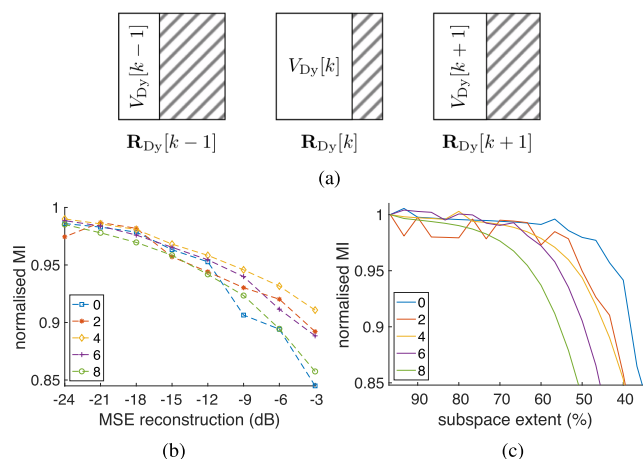 V_Dy[k − 1]
V_Dy[k]
V_Dy[k + 1]
R_Dy[k − 1]
R_Dy[k]
R_Dy[k + 1]
(a)
normalised MI
1
0.95
0.9
0.85
0
2
4
6
8
-24 -21 -18 -15 -12 -9 -6 -3
MSE reconstruction (dB)
(b)
normalised MI
1
0.95
0.9
0.85
0
2
4
6
8
90 80 70 60 50 40
subspace extent (%)
(c)